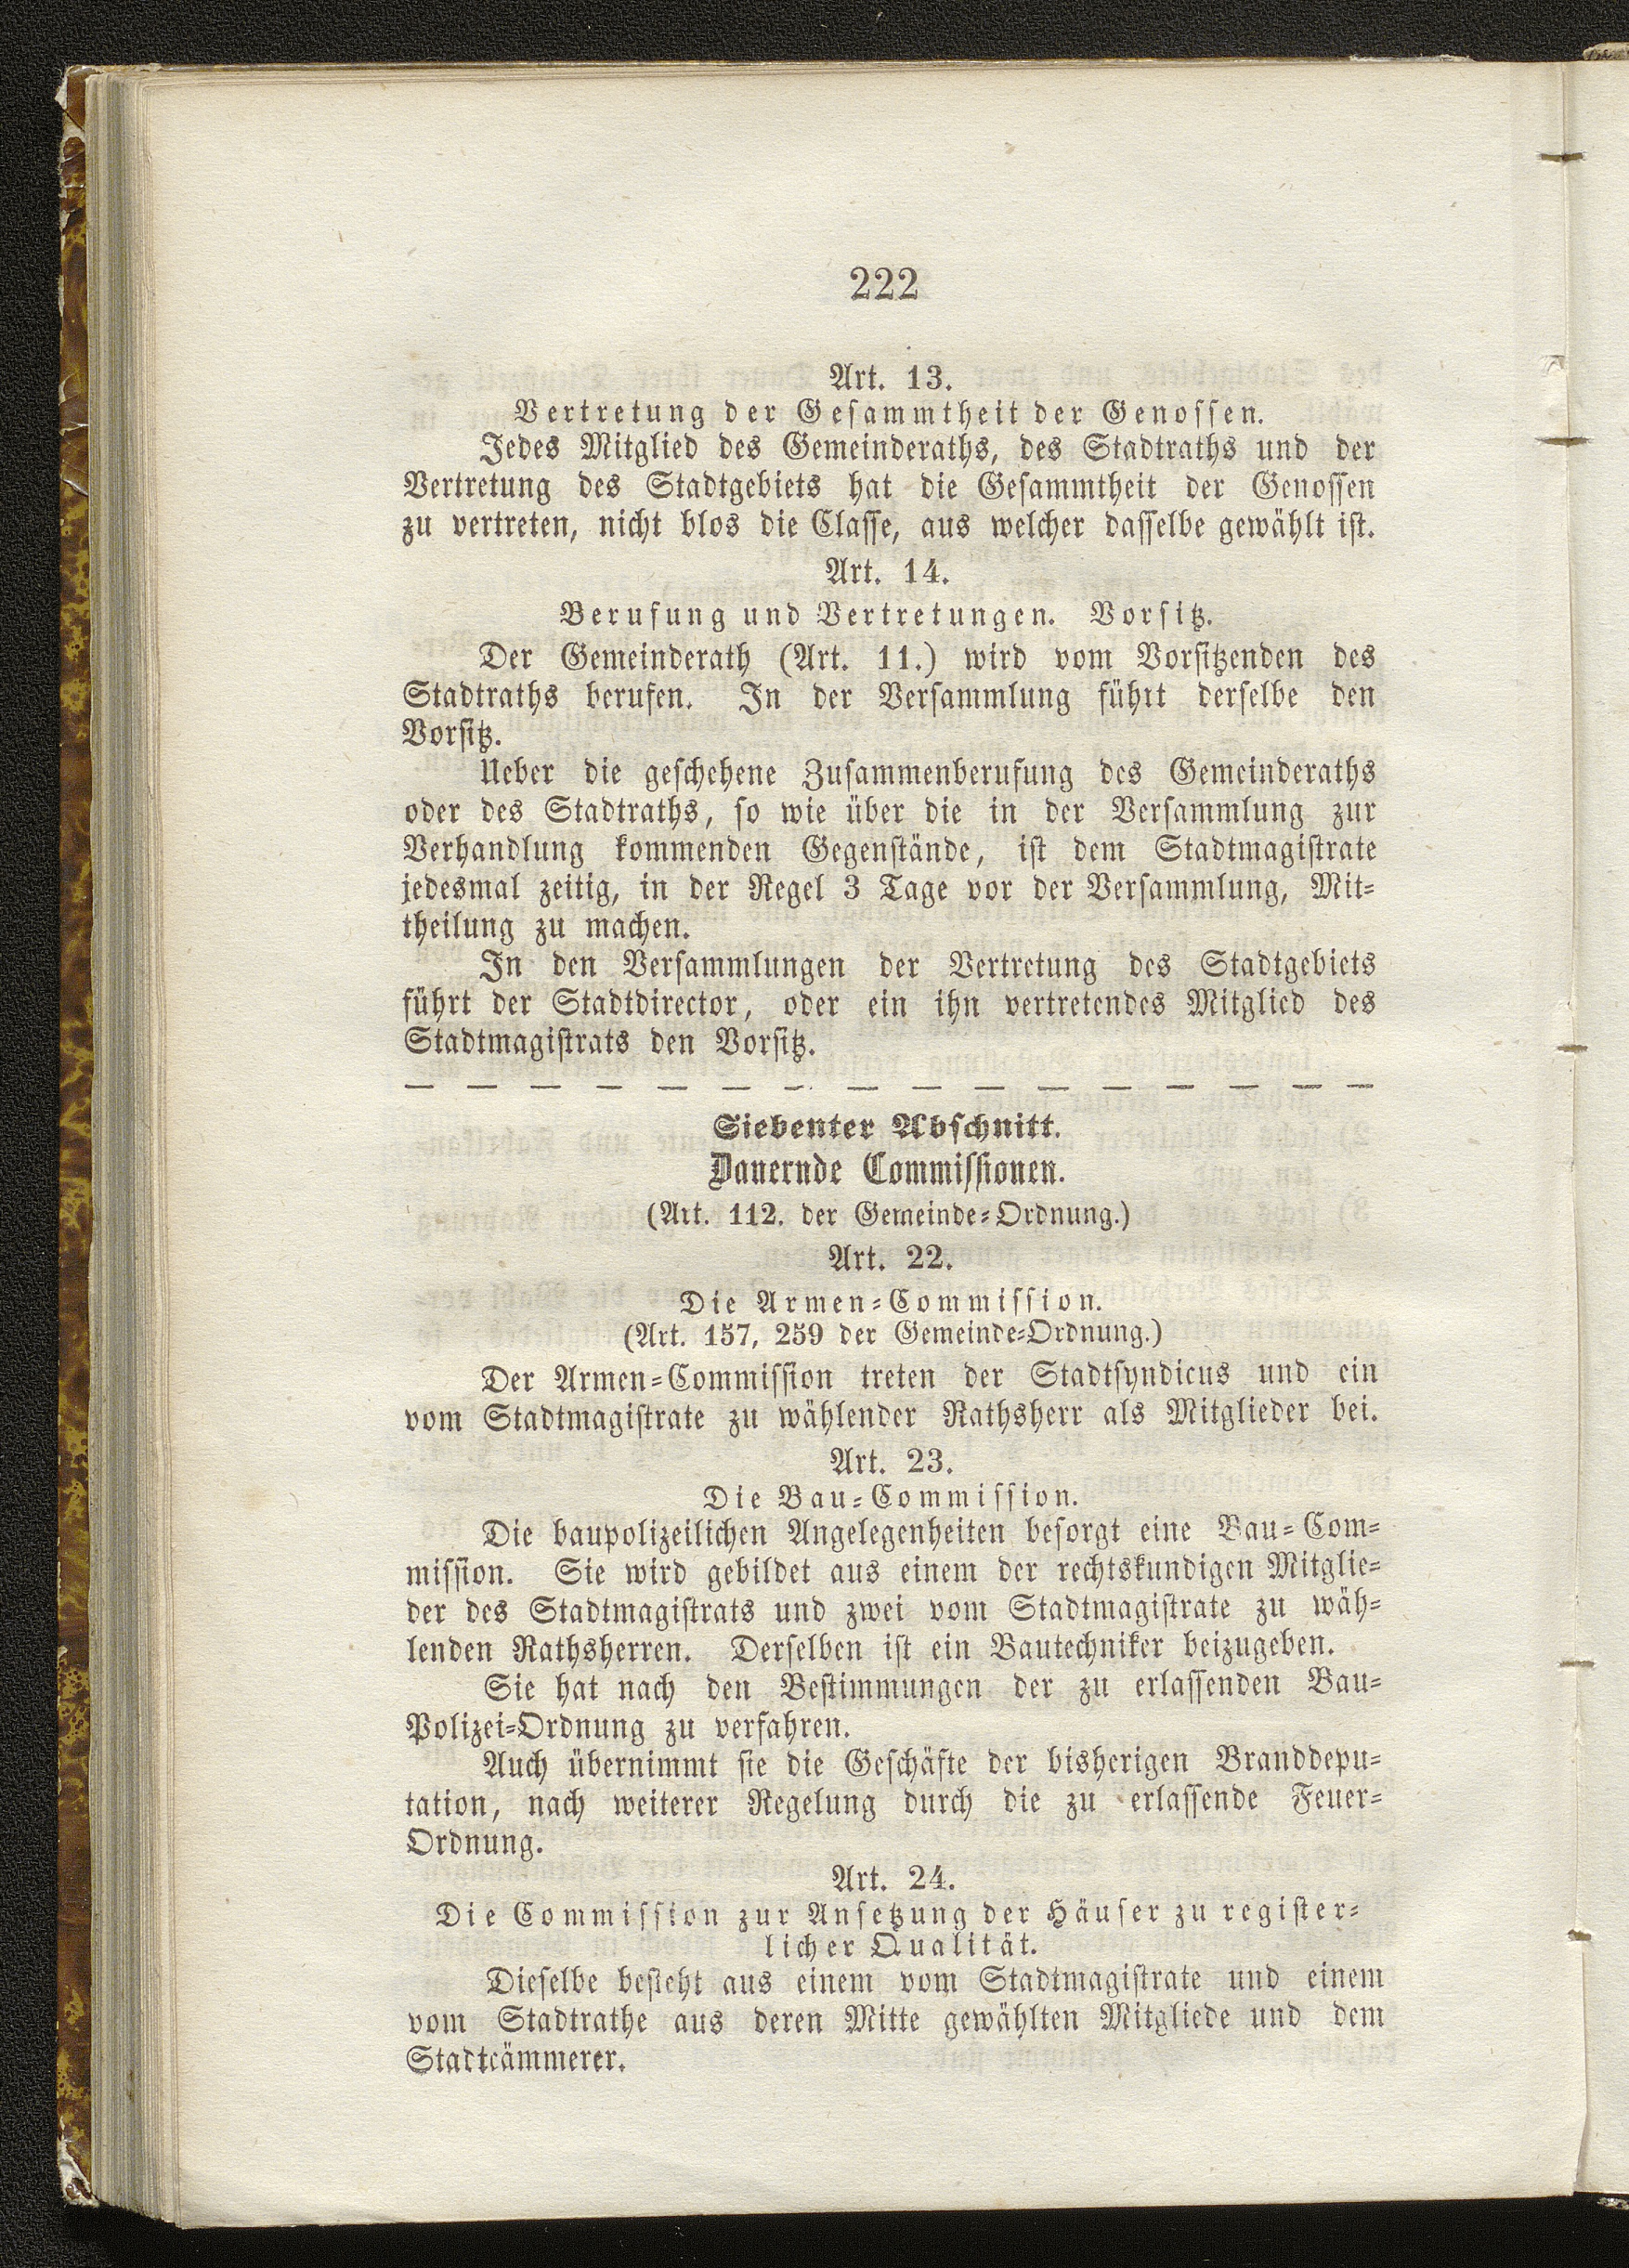 222
Art. 13.
Vertretung der Gesammtheit der Genossen.
Jedes Mitglied des Gemeinderaths, des Stadtraths und der
Vertretung des Stadtgebiets hat die Gesammtheit der Genossen
zu vertreten, nicht blos die Classe, aus welcher dasselbe gewählt ist.
Art. 14.
Berufung und Vertretungen. Vorsitz.
Der Gemeinderath (Art. 11.) wird vom Vorsitzenden des
Stadtraths berufen. In der Versammlung führt derselbe den
Vorsitz.
Ueber die geschehene Zusammenberufung des Gemeinderaths
oder des Stadtraths, so wie über die in der Versammlung zur
Verhandlung kommenden Gegenstände, ist dem Stadtmagistrate
jedesmal zeitig, in der Regel 3 Tage vor der Versammlung, Mit-
theilung zu machen.
In den Versammlungen der Vertretung des Stadtgebiets
führt der Stadtdirector, oder ein ihn vertretendes Mitglied des
Stadtmagistrats den Vorsitz.
— — — — — — — — — — — — — — — —
Siebenter Abschnitt.
Dauernde Commissionen.
(Art. 112. der Gemeinde-Ordnung.)
Art. 22.
Die Armen-Commission.
(Art. 157, 259 der Gemeinde-Ordnung.)
Der Armen-Commission treten der Stadtsyndicus und ein
vom Stadtmagistrate zu wählender Rathsherr als Mitglieder bei.
Art. 23.
Die Bau-Commission.
Die baupolizeilichen Angelegenheiten besorgt eine Bau-Com-
mission. Sie wird gebildet aus einem der rechtskundigen Mitglie-
der des Stadtmagistrats und zwei vom Stadtmagistrate zu wäh-
lenden Rathsherren. Derselben ist ein Bautechniker beizugeben.
Sie hat nach den Bestimmungen der zu erlassenden Bau-
Polizei-Ordnung zu verfahren.
Auch übernimmt sie die Geschäfte der bisherigen Branddepu-
tation, nach weiterer Regelung durch die zu erlassende Feuer-
Ordnung.
Art. 24.
Die Commission zur Ansetzung der Häuser zu register-
licher Qualität.
Dieselbe besteht aus einem vom Stadtmagistrate und einem
vom Stadtrathe aus deren Mitte gewählten Mitgliede und dem
Stadtcämmerer.